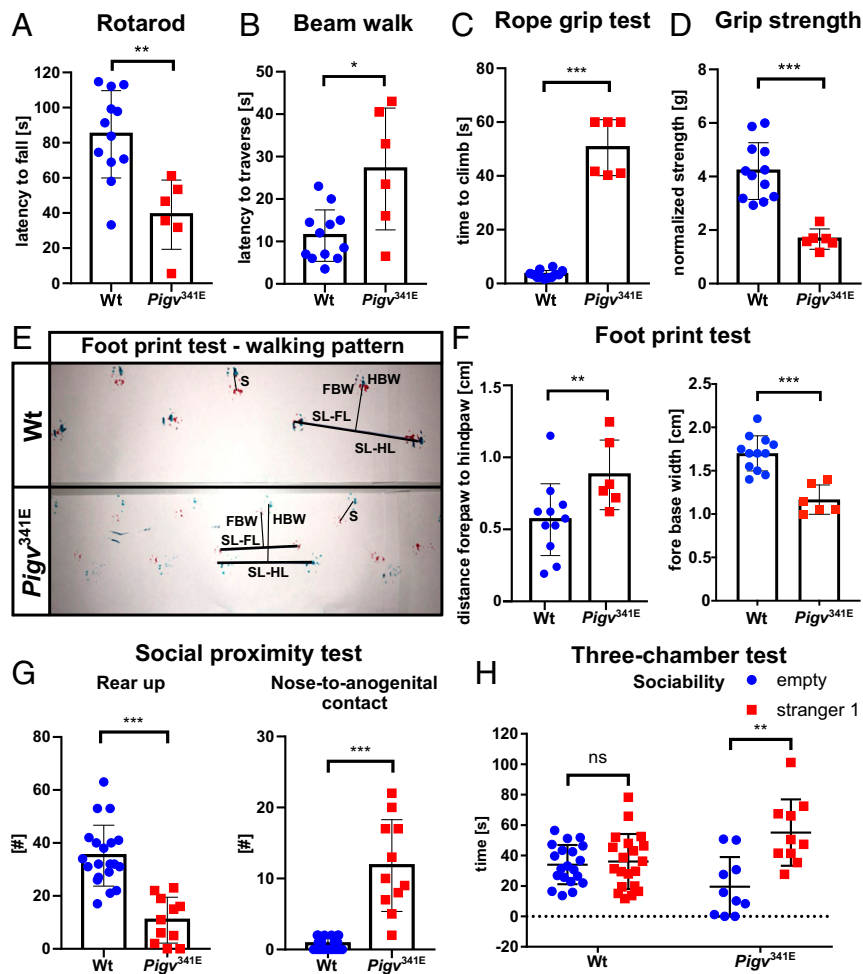 A
Rotarod
**
latency to fall [s]
120
100
80
60
40
20
0
Wt
Pigv³⁴¹ᴱ
B
Beam walk
*
latency to traverse [s]
50
40
30
20
10
0
Wt
Pigv³⁴¹ᴱ
C
Rope grip test
***
time to climb [s]
80
60
40
20
0
Wt
Pigv³⁴¹ᴱ
D
Grip strength
***
normalized strength [g]
8
6
4
2
0
Wt
Pigv³⁴¹ᴱ
E
Foot print test - walking pattern
Wt
S
FBW
HBW
SL-FL
SL-HL
Pigv³⁴¹ᴱ
FBW
HBW
S
SL-FL
SL-HL
F
Foot print test
**
distance forepaw to hindpaw [cm]
1.5
1.0
0.5
0.0
Wt
Pigv³⁴¹ᴱ
***
fore base width [cm]
2.5
2.0
1.5
1.0
0.5
0.0
Wt
Pigv³⁴¹ᴱ
G
Social proximity test
Rear up
***
[#]
80
60
40
20
0
Wt
Pigv³⁴¹ᴱ
Nose-to-anogenital
contact
***
[#]
30
20
10
0
Wt
Pigv³⁴¹ᴱ
H
Three-chamber test
Sociability
empty
stranger 1
ns
**
time [s]
120
100
80
60
40
20
0
-20
Wt
Pigv³⁴¹ᴱ